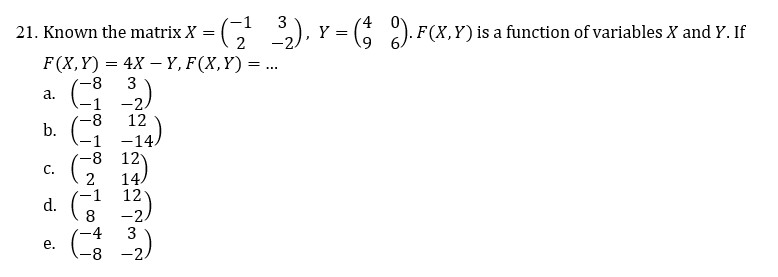 21. Known the matrix X = (−1 3
2 −2), Y = (4 0
9 6). F(X, Y) is a function of variables X and Y. If
F(X, Y) = 4X − Y, F(X, Y) = ...
a. (−8 3
−1 −2)
b. (−8 12
−1 −14)
c. (−8 12
2 14)
d. (−1 12
8 −2)
e. (−4 3
−8 −2)